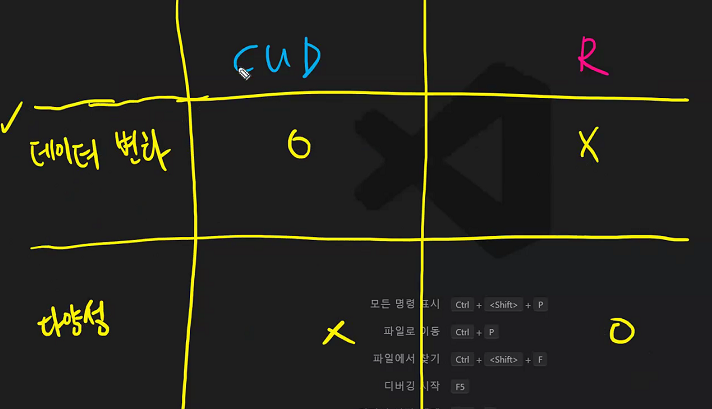 CUD R
데이터 변화 O X
다양성 X O
모든 명령 표시 Ctrl + <Shift> + P
파일로 이동 Ctrl + P
파일에서 찾기 Ctrl + <Shift> + F
디버깅 시작 F5